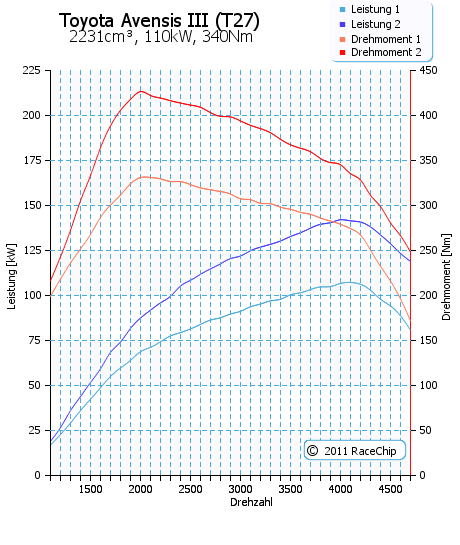 Toyota Avensis III (T27)
2231cm³, 110kW, 340Nm
Leistung 1
Leistung 2
Drehmoment 1
Drehmoment 2
225
200
175
150
125
100
75
50
25
0
Leistung [kW]
450
400
350
300
250
200
150
100
50
0
Drehmoment [Nm]
© 2011 RaceChip
1500 2000 2500 3000 3500 4000 4500
Drehzahl